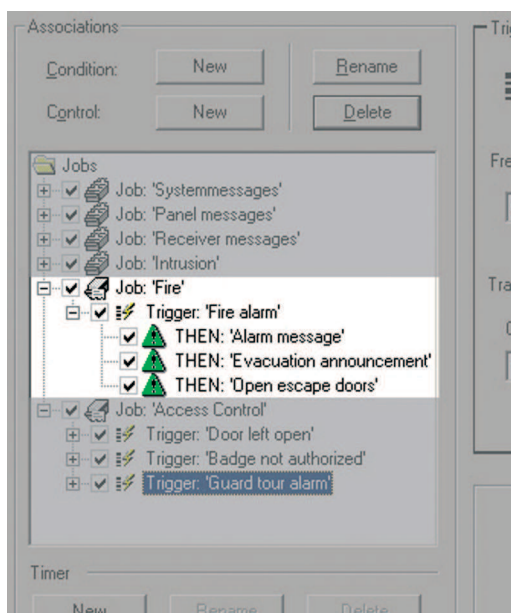 Associations
Condition: New Rename
Control: New Delete
Jobs
Job: 'Systemmessages'
Job: 'Panel messages'
Job: 'Receiver messages'
Job: 'Intrusion'
Job: 'Fire'
Trigger: 'Fire alarm'
THEN: 'Alarm message'
THEN: 'Evacuation announcement'
THEN: 'Open escape doors'
Job: 'Access Control'
Trigger: 'Door left open'
Trigger: 'Badge not authorized'
Trigger: 'Guard tour alarm'
Timer
New Rename Delete
Tri
Fre
Tra